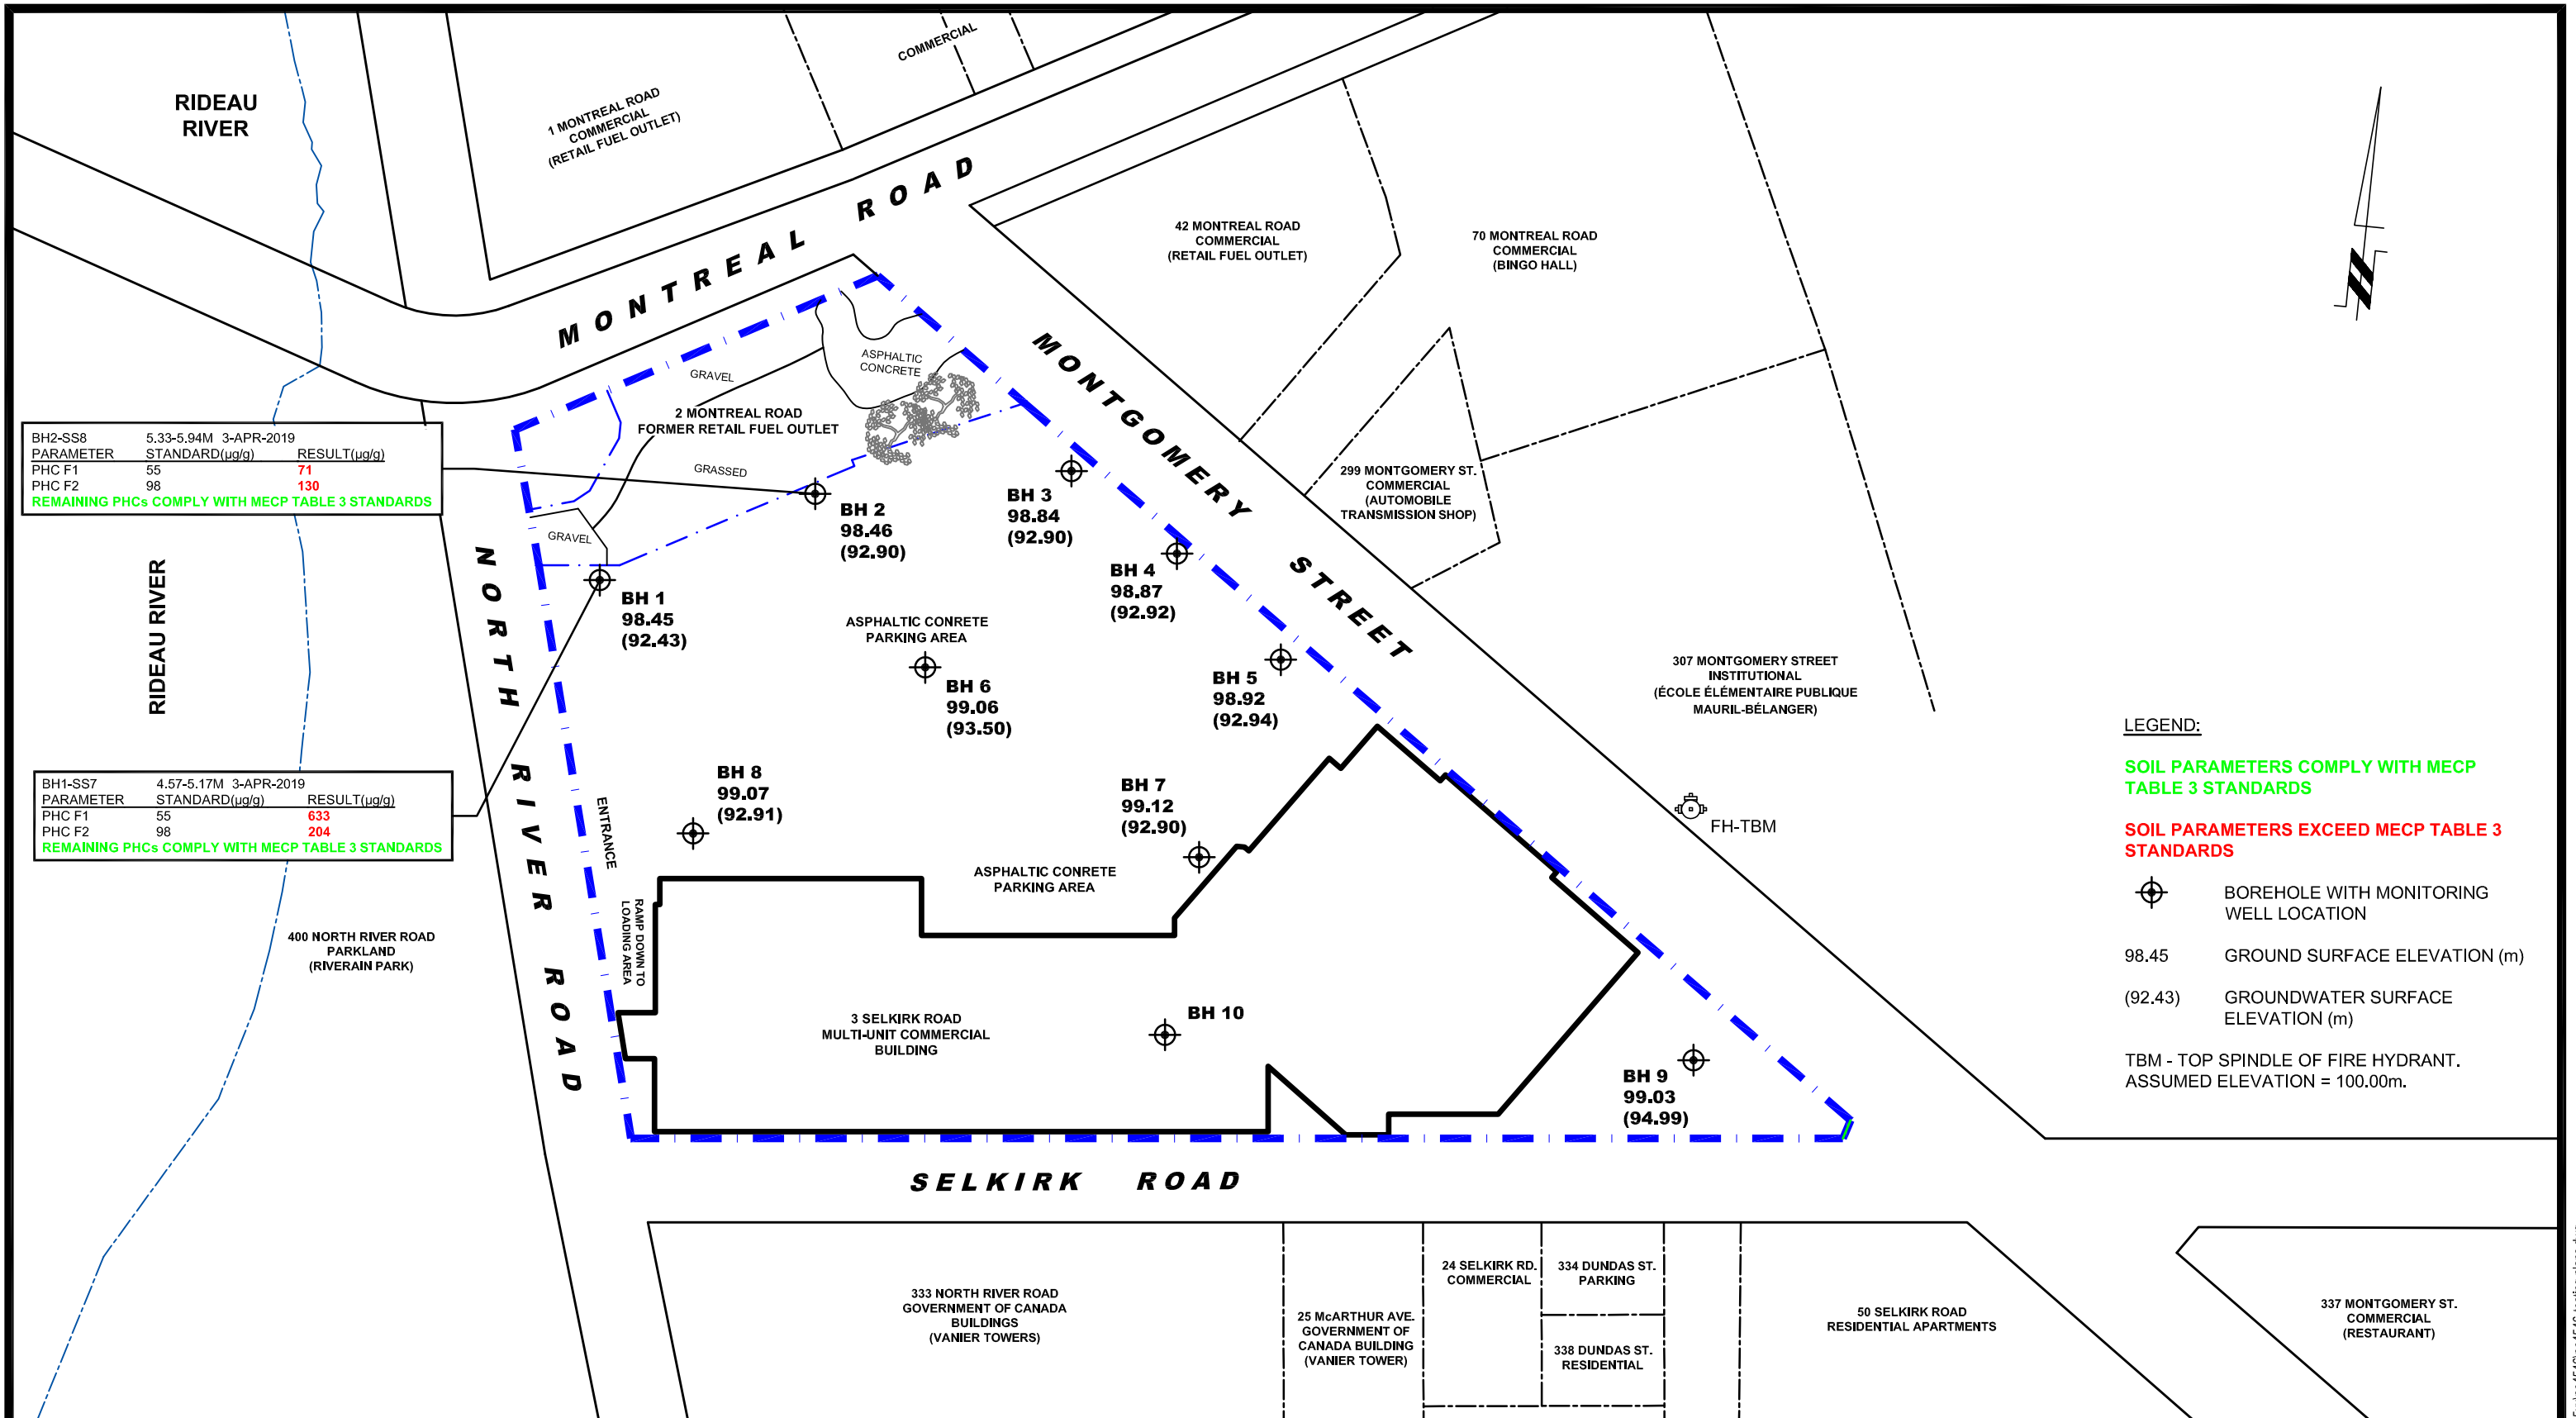 RIDEAU
RIVER
1 MONTREAL ROAD
COMMERCIAL
(RETAIL FUEL OUTLET)
COMMERCIAL
MONTREAL ROAD
42 MONTREAL ROAD
COMMERCIAL
(RETAIL FUEL OUTLET)
70 MONTREAL ROAD
COMMERCIAL
(BINGO HALL)
MONTGOMERY STREET
299 MONTGOMERY ST.
COMMERCIAL
(AUTOMOBILE
TRANSMISSION SHOP)
307 MONTGOMERY STREET
INSTITUTIONAL
(ÉCOLE ÉLÉMENTAIRE PUBLIQUE
MAURIL-BÉLANGER)
ASPHALTIC
CONCRETE
GRAVEL
2 MONTREAL ROAD
FORMER RETAIL FUEL OUTLET
GRASSED
GRAVEL
BH2-SS8 5.33-5.94M 3-APR-2019
PARAMETER STANDARD(µg/g) RESULT(µg/g)
PHC F1 55 71
PHC F2 98 130
REMAINING PHCs COMPLY WITH MECP TABLE 3 STANDARDS
BH 2
98.46
(92.90)
BH 3
98.84
(92.90)
BH 4
98.87
(92.92)
BH 1
98.45
(92.43)
ASPHALTIC CONRETE
PARKING AREA
BH 6
99.06
(93.50)
BH 5
98.92
(92.94)
RIDEAU RIVER
NORTH RIVER ROAD
BH1-SS7 4.57-5.17M 3-APR-2019
PARAMETER STANDARD(µg/g) RESULT(µg/g)
PHC F1 55 633
PHC F2 98 204
REMAINING PHCs COMPLY WITH MECP TABLE 3 STANDARDS
BH 8
99.07
(92.91)
BH 7
99.12
(92.90)
ENTRANCE
RAMP DOWN TO
LOADING AREA
ASPHALTIC CONRETE
PARKING AREA
FH-TBM
400 NORTH RIVER ROAD
PARKLAND
(RIVERAIN PARK)
3 SELKIRK ROAD
MULTI-UNIT COMMERCIAL
BUILDING
BH 10
BH 9
99.03
(94.99)
SELKIRK ROAD
333 NORTH RIVER ROAD
GOVERNMENT OF CANADA
BUILDINGS
(VANIER TOWERS)
25 McARTHUR AVE.
GOVERNMENT OF
CANADA BUILDING
(VANIER TOWER)
24 SELKIRK RD.
COMMERCIAL
334 DUNDAS ST.
PARKING
338 DUNDAS ST.
RESIDENTIAL
50 SELKIRK ROAD
RESIDENTIAL APARTMENTS
337 MONTGOMERY ST.
COMMERCIAL
(RESTAURANT)
LEGEND:
SOIL PARAMETERS COMPLY WITH MECP
TABLE 3 STANDARDS
SOIL PARAMETERS EXCEED MECP TABLE 3
STANDARDS
BOREHOLE WITH MONITORING
WELL LOCATION
98.45 GROUND SURFACE ELEVATION (m)
(92.43) GROUNDWATER SURFACE
ELEVATION (m)
TBM - TOP SPINDLE OF FIRE HYDRANT.
ASSUMED ELEVATION = 100.00m.